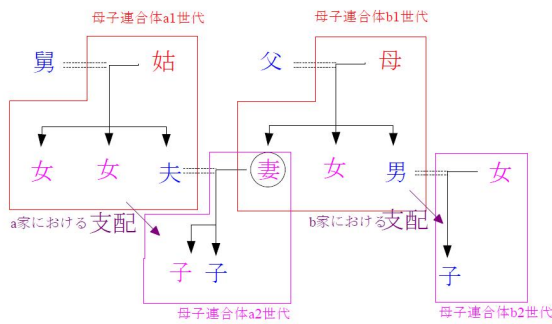 母子連合体a1世代
母子連合体b1世代
舅 姑 父 母
女 女 夫 妻 女 男 女
a家における支配
b家における支配
子 子 子
母子連合体a2世代
母子連合体b2世代